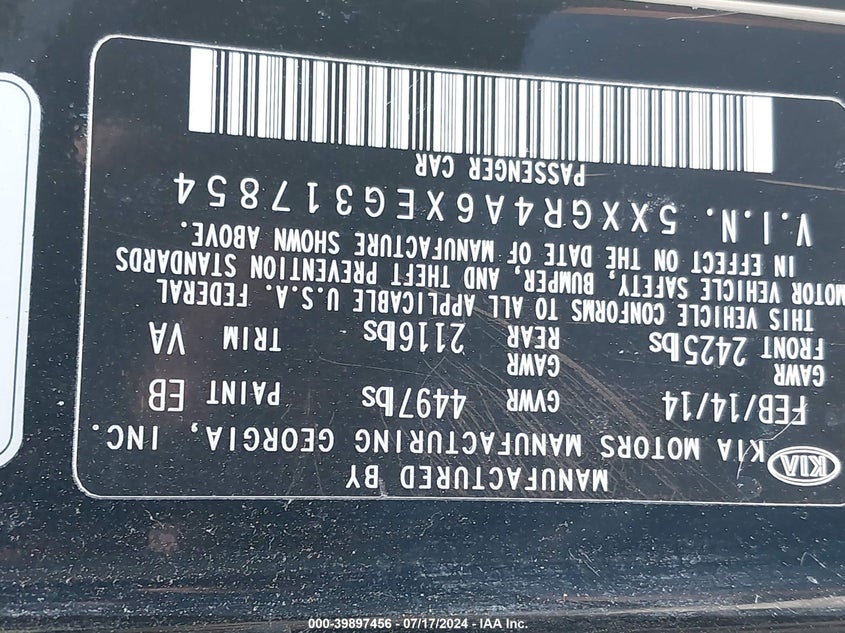 MANUFACTURED BY
KIA KIA MOTORS MANUFACTURING GEORGIA, INC.
FEB/14/14 GVWR 4497lbs PAINT EB
GAWR FRONT 2425lbs GAWR REAR 2116lbs TRIM VA
THIS VEHICLE CONFORMS TO ALL APPLICABLE U.S.A. FEDERAL
MOTOR VEHICLE SAFETY, BUMPER, AND THEFT PREVENTION STANDARDS
IN EFFECT ON THE DATE OF MANUFACTURE SHOWN ABOVE.
V.I.N. 5XXGR4A6XEG317854
PASSENGER CAR
000-39897456 - 07/17/2024 - IAA Inc.